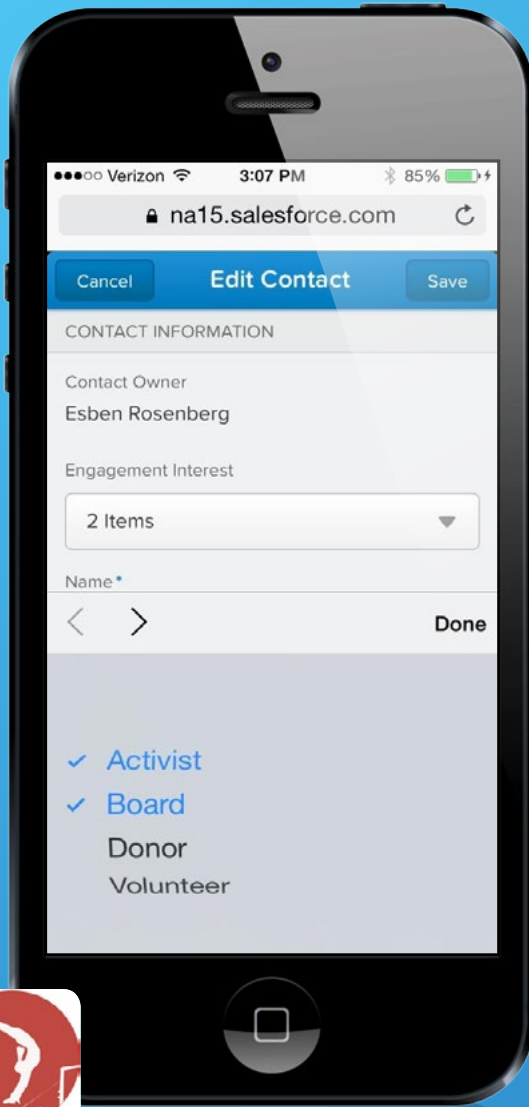 Verizon 3:07 PM 85%
na15.salesforce.com
Cancel Edit Contact Save
CONTACT INFORMATION
Contact Owner
Esben Rosenberg
Engagement Interest
2 Items
Name*
Done
Activist
Board
Donor
Volunteer